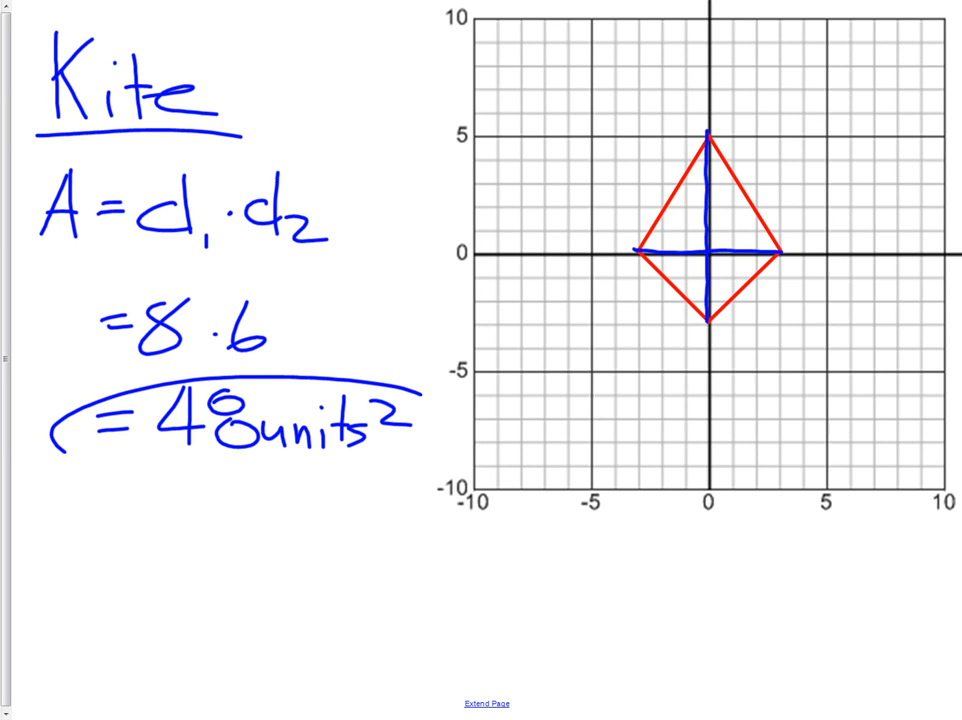 Kite
A = d₁ · d₂
= 8 · 6
= 48 units²
10
5
0
-5
-10
-10 -5 0 5 10
Extend Page